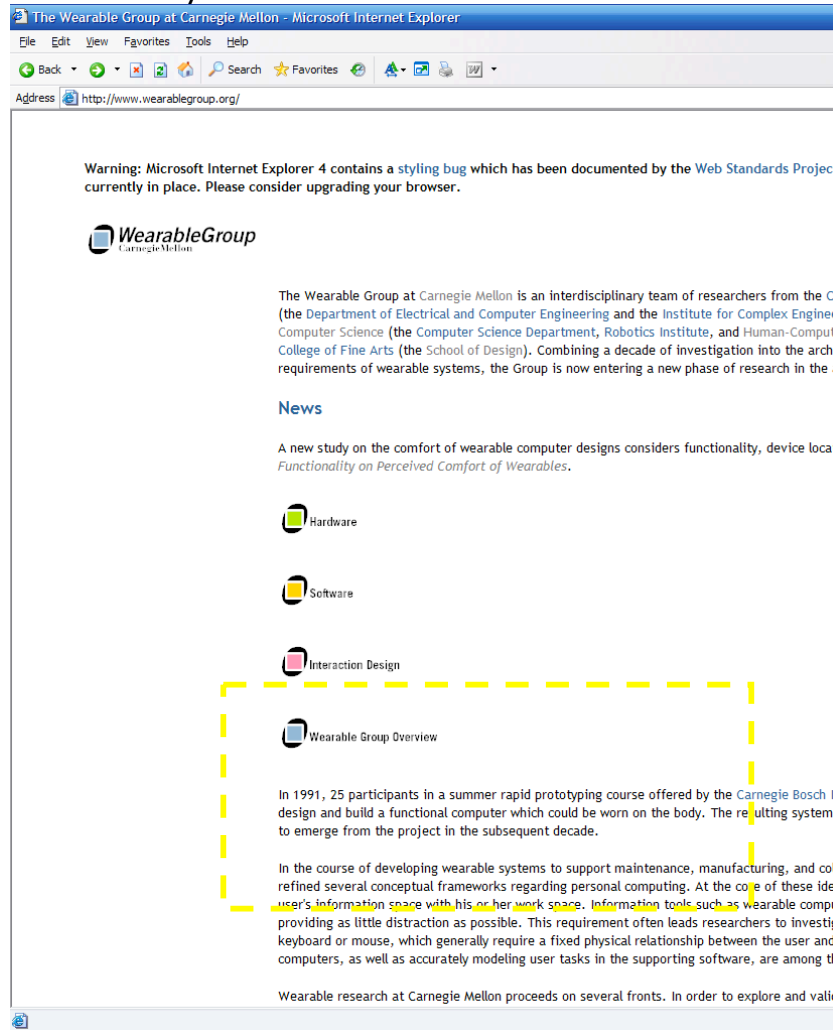 The Wearable Group at Carnegie Mellon - Microsoft Internet Explorer
File Edit View Favorites Tools Help
Back Search Favorites
Address http://www.wearablegroup.org/
Warning: Microsoft Internet Explorer 4 contains a styling bug which has been documented by the Web Standards Projec
currently in place. Please consider upgrading your browser.
WearableGroup
CarnegieMellon
The Wearable Group at Carnegie Mellon is an interdisciplinary team of researchers from the C
(the Department of Electrical and Computer Engineering and the Institute for Complex Enginee
Computer Science (the Computer Science Department, Robotics Institute, and Human-Comput
College of Fine Arts (the School of Design). Combining a decade of investigation into the arch
requirements of wearable systems, the Group is now entering a new phase of research in the
News
A new study on the comfort of wearable computer designs considers functionality, device loca
Functionality on Perceived Comfort of Wearables.
Hardware
Software
Interaction Design
Wearable Group Overview
In 1991, 25 participants in a summer rapid prototyping course offered by the Carnegie Bosch I
design and build a functional computer which could be worn on the body. The resulting system
to emerge from the project in the subsequent decade.
In the course of developing wearable systems to support maintenance, manufacturing, and col
refined several conceptual frameworks regarding personal computing. At the core of these ide
user's information space with his or her work space. Information tools such as wearable compu
providing as little distraction as possible. This requirement often leads researchers to investig
keyboard or mouse, which generally require a fixed physical relationship between the user and
computers, as well as accurately modeling user tasks in the supporting software, are among th
Wearable research at Carnegie Mellon proceeds on several fronts. In order to explore and valid